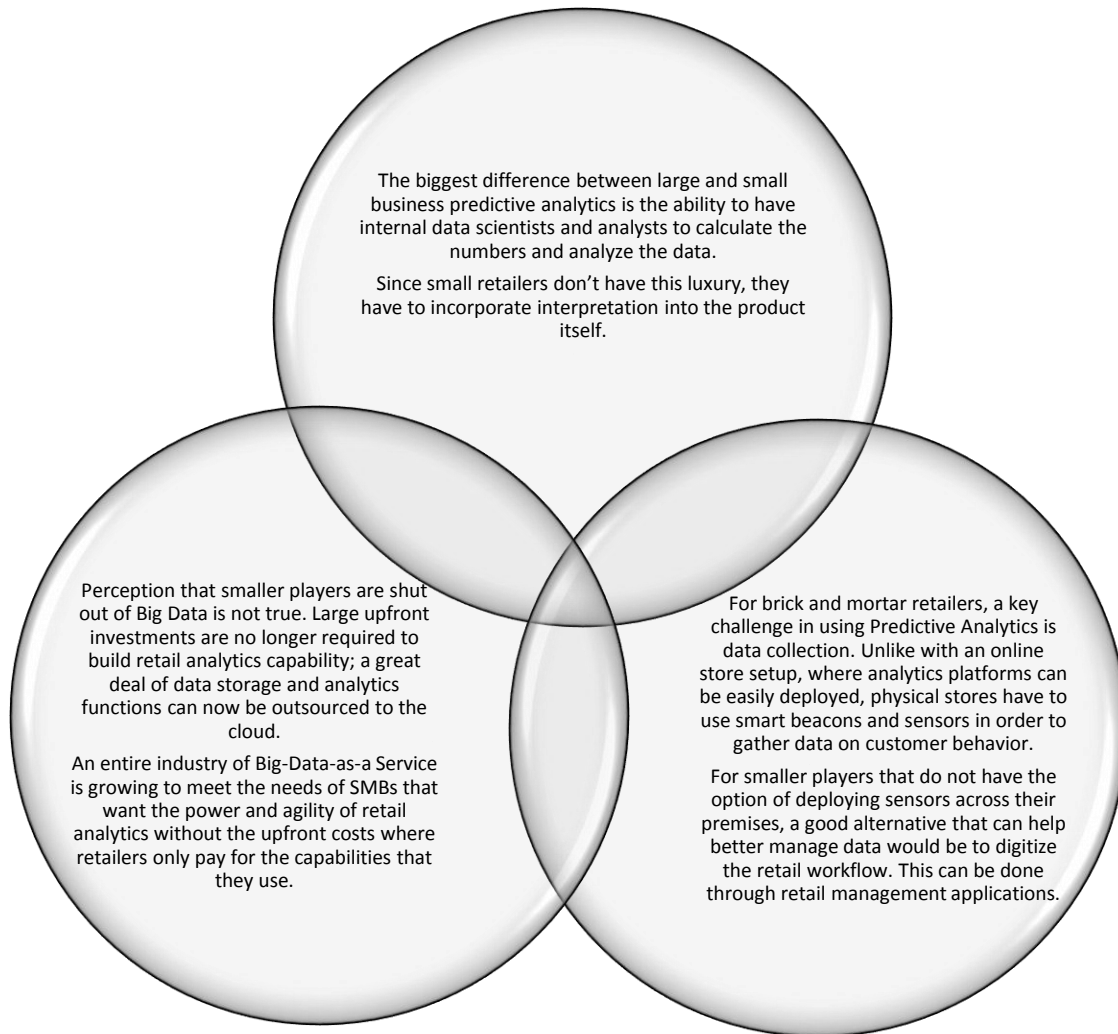 The biggest difference between large and small
business predictive analytics is the ability to have
internal data scientists and analysts to calculate the
numbers and analyze the data.
Since small retailers don’t have this luxury, they
have to incorporate interpretation into the product
itself.
Perception that smaller players are shut
out of Big Data is not true. Large upfront
investments are no longer required to
build retail analytics capability; a great
deal of data storage and analytics
functions can now be outsourced to the
cloud.
An entire industry of Big-Data-as-a Service
is growing to meet the needs of SMBs that
want the power and agility of retail
analytics without the upfront costs where
retailers only pay for the capabilities that
they use.
For brick and mortar retailers, a key
challenge in using Predictive Analytics is
data collection. Unlike with an online
store setup, where analytics platforms can
be easily deployed, physical stores have to
use smart beacons and sensors in order to
gather data on customer behavior.
For smaller players that do not have the
option of deploying sensors across their
premises, a good alternative that can help
better manage data would be to digitize
the retail workflow. This can be done
through retail management applications.